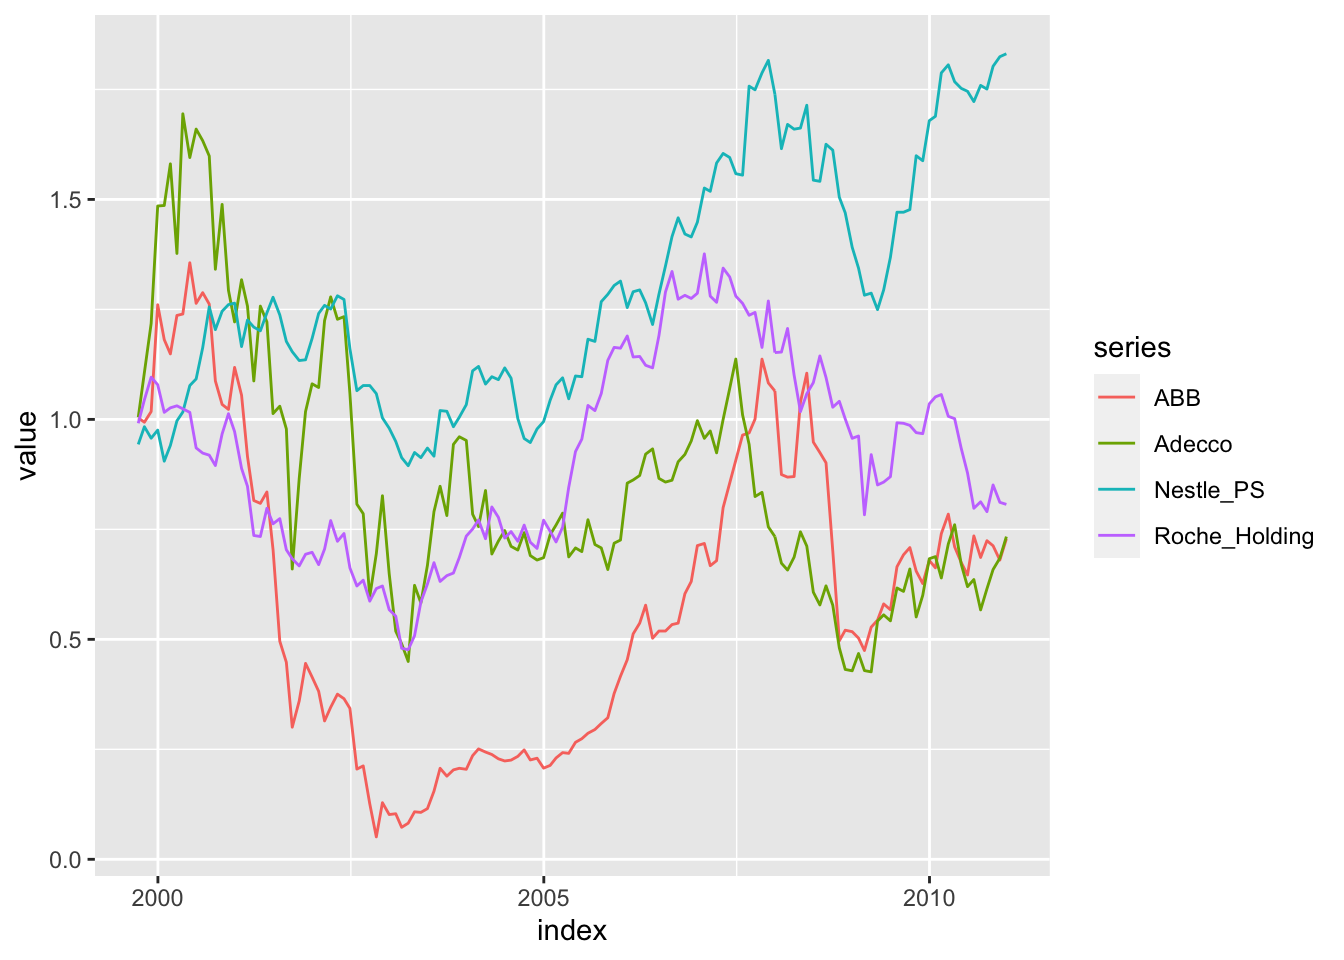 value
1.5
1.0
0.5
0.0
2000
2005
2010
index
series
ABB
Adecco
Nestle_PS
Roche_Holding